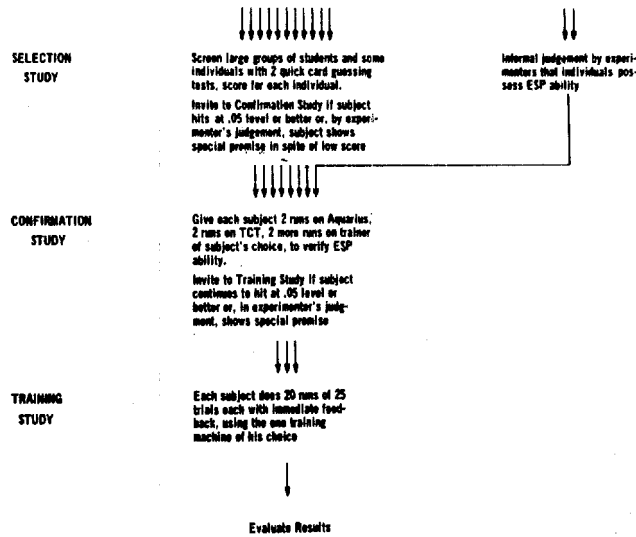 SELECTION
STUDY
Screen large groups of students and some
individuals with 2 quick card guessing
tests, score for each individual.
Invite to Confirmation Study if subject
hits at .05 level or better or, by experi-
menter's judgement, subject shows
special promise in spite of low score
Informal judgement by experi-
menters that individuals pos-
sess ESP ability
CONFIRMATION
STUDY
Give each subject 2 runs on Aquarius,
2 runs on TCT, 2 more runs on trainer
of subject's choice, to verify ESP
ability.
Invite to Training Study if subject
continues to hit at .05 level or
better or, in experimenter's judg-
ment, shows special promise
TRAINING
STUDY
Each subject does 20 runs of 25
trials each with immediate feed-
back, using the one training
machine of his choice
Evaluate Results